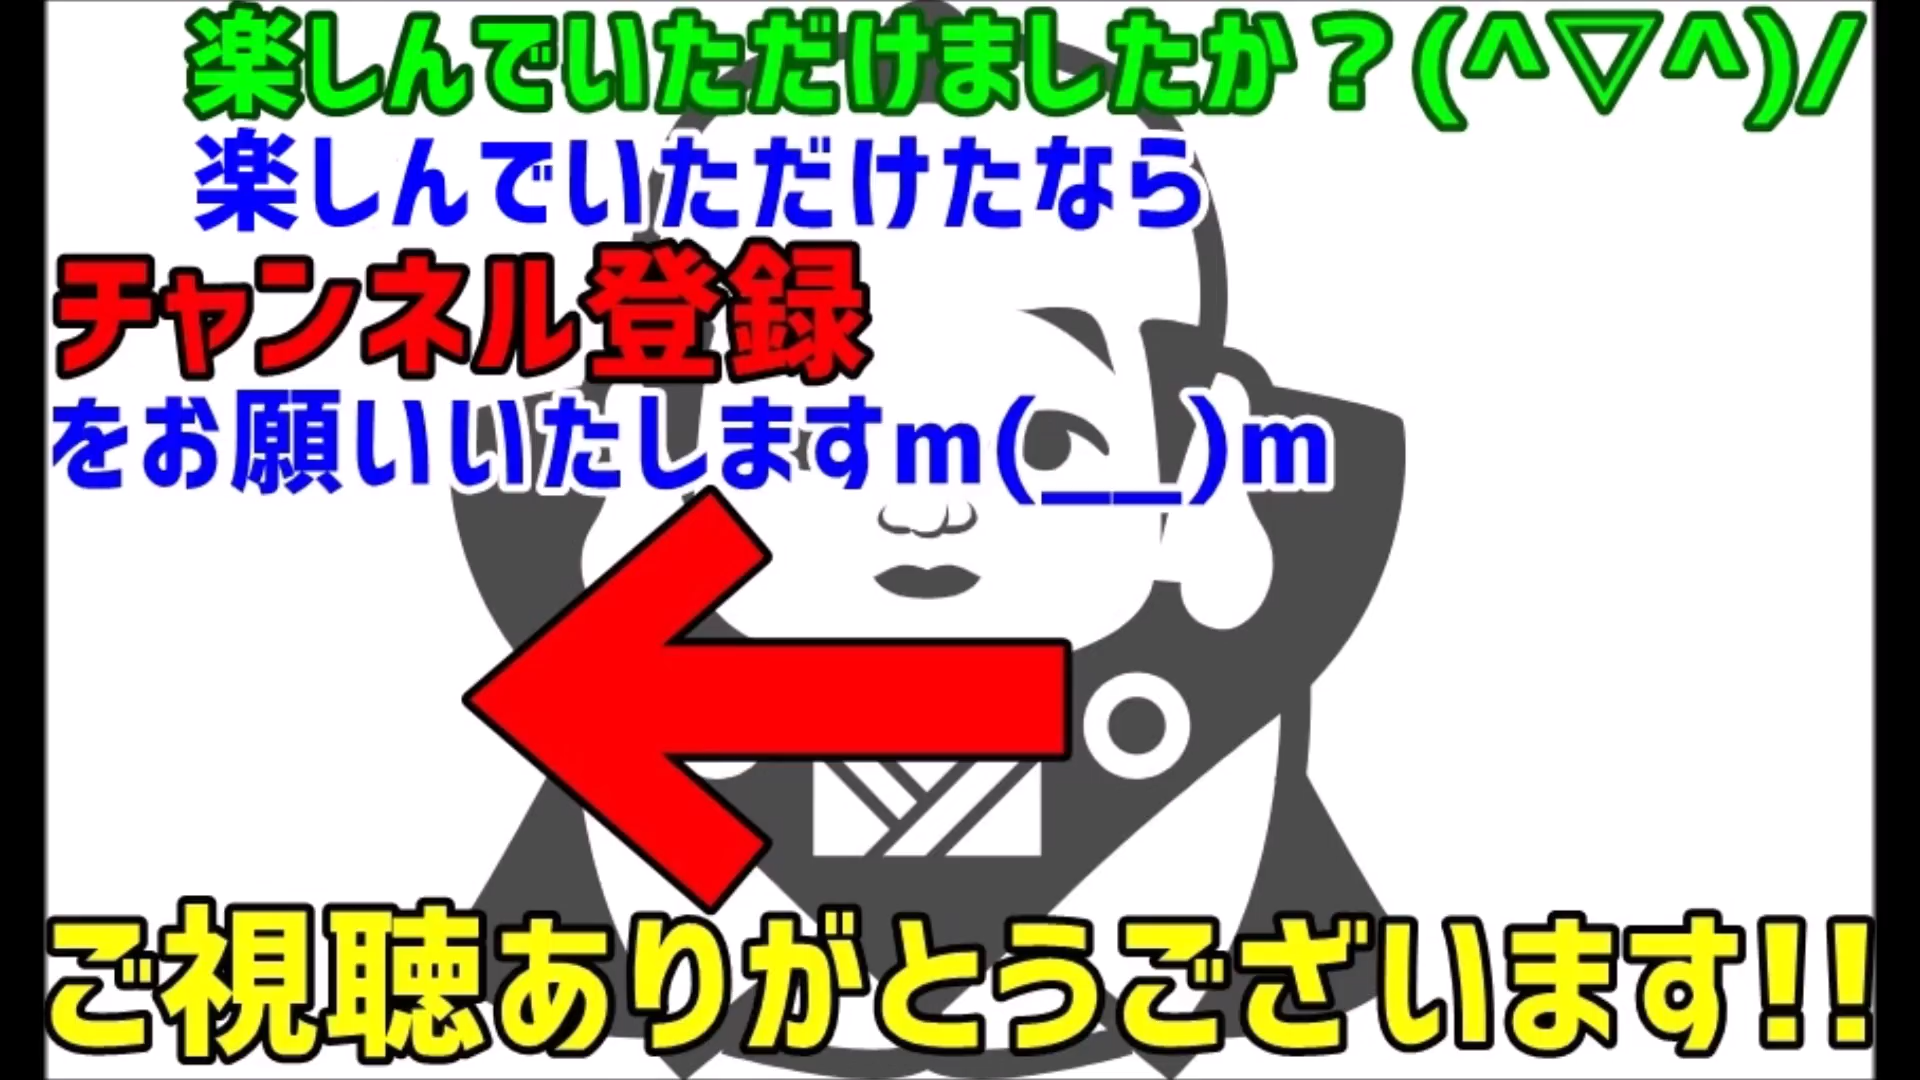 楽しんでいただけましたか？(^▽^)/
楽しんでいただけたなら
チャンネル登録
をお願いいたしますm(__)m
ご視聴ありがとうございます!!